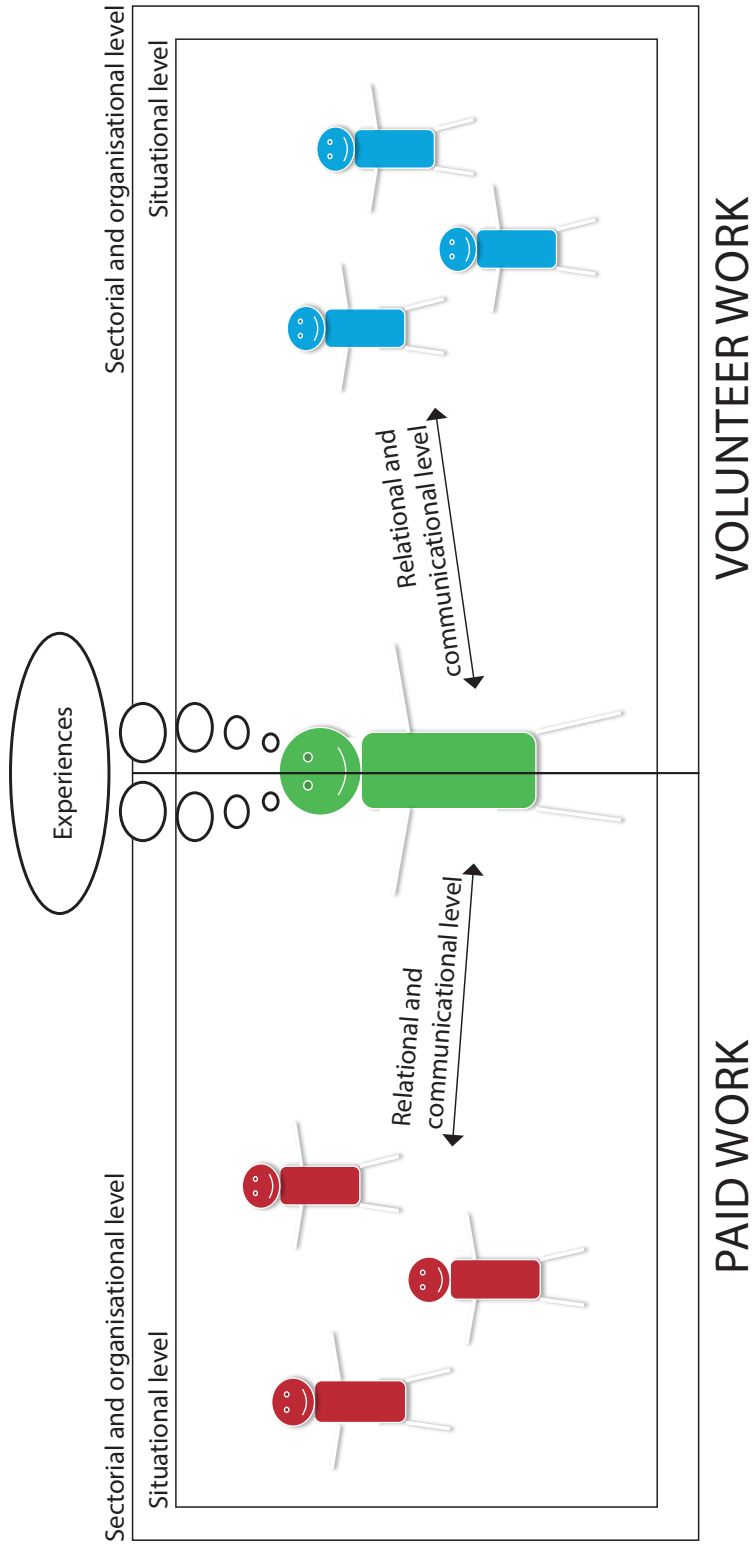 Experiences
Sectorial and organisational level
Sectorial and organisational level
Situational level
Situational level
Relational and
communicational level
Relational and
communicational level
PAID WORK
VOLUNTEER WORK